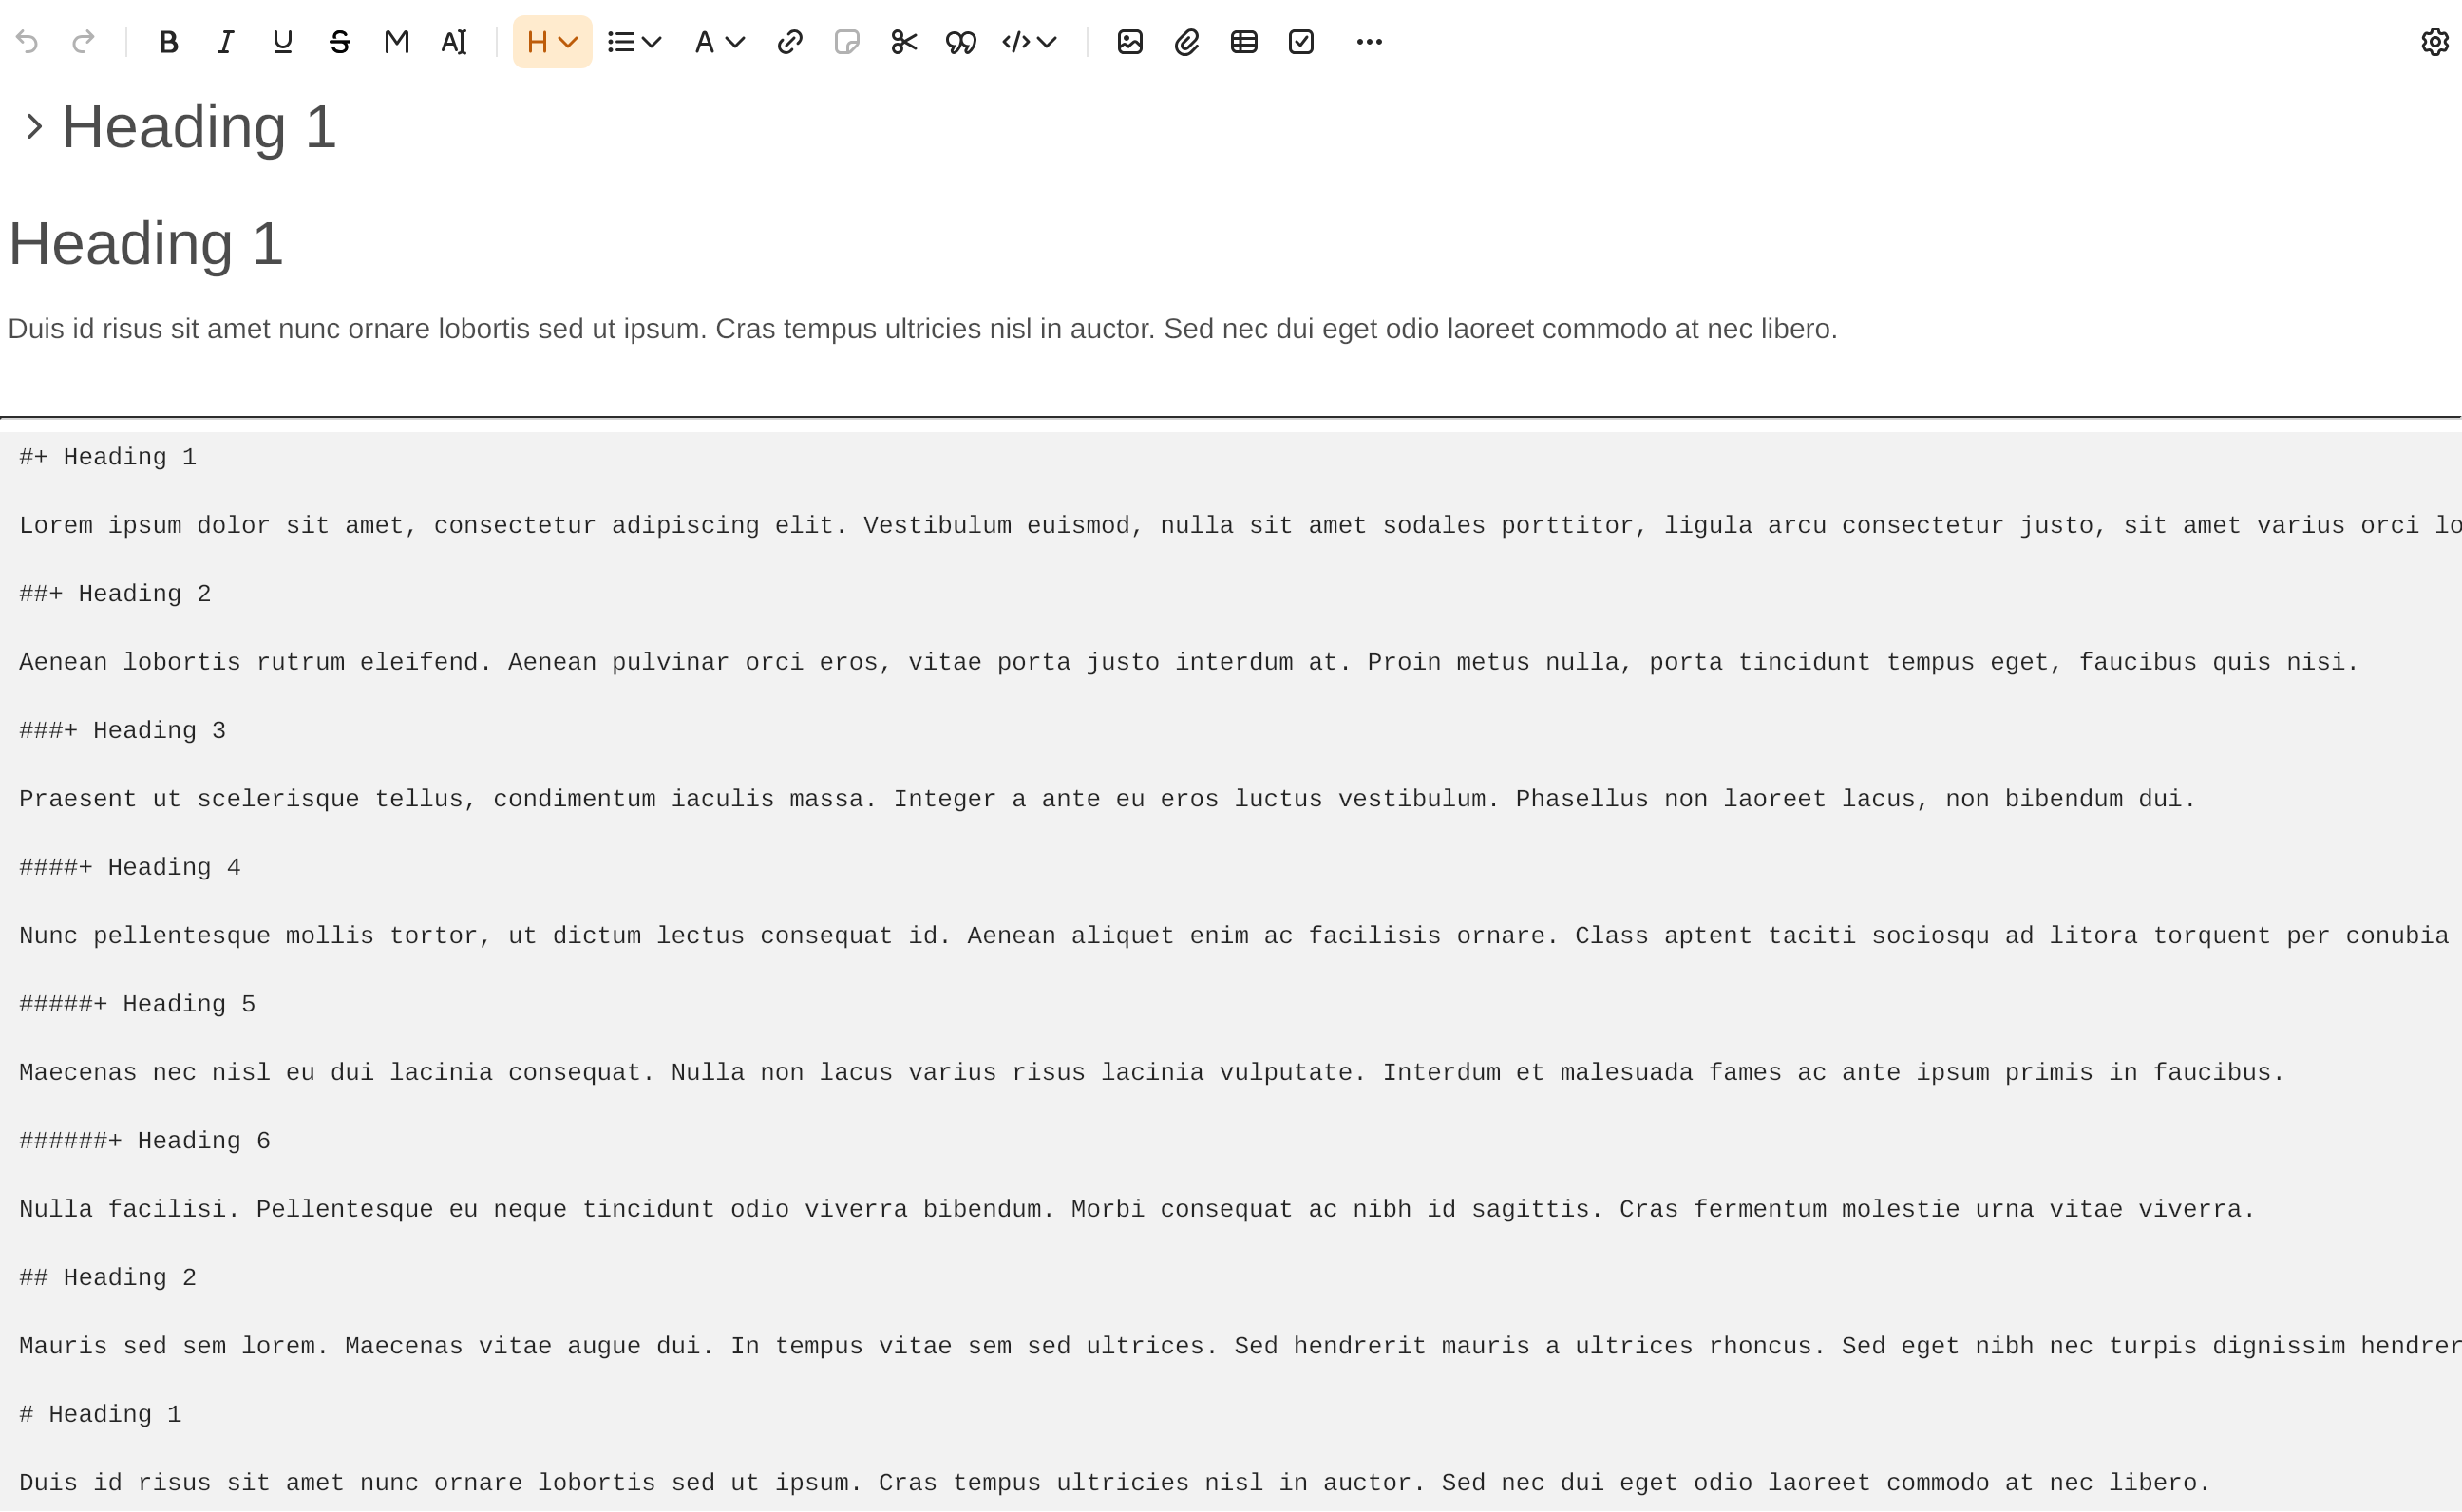 Heading 1
Heading 1
Duis id risus sit amet nunc ornare lobortis sed ut ipsum. Cras tempus ultricies nisl in auctor. Sed nec dui eget odio laoreet commodo at nec libero.
#+ Heading 1
Lorem ipsum dolor sit amet, consectetur adipiscing elit. Vestibulum euismod, nulla sit amet sodales porttitor, ligula arcu consectetur justo, sit amet varius orci lo
##+ Heading 2
Aenean lobortis rutrum eleifend. Aenean pulvinar orci eros, vitae porta justo interdum at. Proin metus nulla, porta tincidunt tempus eget, faucibus quis nisi.
###+ Heading 3
Praesent ut scelerisque tellus, condimentum iaculis massa. Integer a ante eu eros luctus vestibulum. Phasellus non laoreet lacus, non bibendum dui.
####+ Heading 4
Nunc pellentesque mollis tortor, ut dictum lectus consequat id. Aenean aliquet enim ac facilisis ornare. Class aptent taciti sociosqu ad litora torquent per conubia
#####+ Heading 5
Maecenas nec nisl eu dui lacinia consequat. Nulla non lacus varius risus lacinia vulputate. Interdum et malesuada fames ac ante ipsum primis in faucibus.
######+ Heading 6
Nulla facilisi. Pellentesque eu neque tincidunt odio viverra bibendum. Morbi consequat ac nibh id sagittis. Cras fermentum molestie urna vitae viverra.
## Heading 2
Mauris sed sem lorem. Maecenas vitae augue dui. In tempus vitae sem sed ultrices. Sed hendrerit mauris a ultrices rhoncus. Sed eget nibh nec turpis dignissim hendrer
# Heading 1
Duis id risus sit amet nunc ornare lobortis sed ut ipsum. Cras tempus ultricies nisl in auctor. Sed nec dui eget odio laoreet commodo at nec libero.